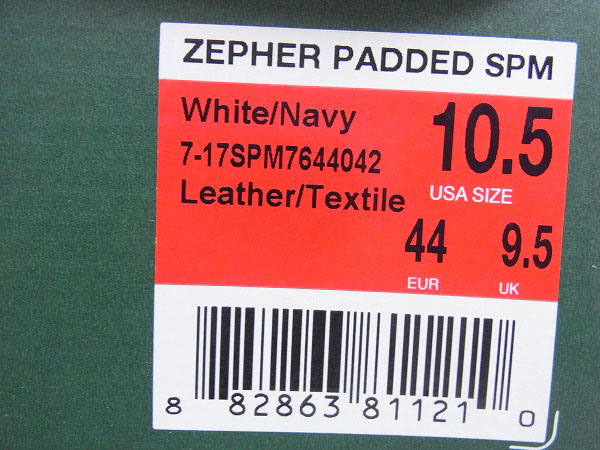 ZEPHER PADDED SPM
White/Navy
10.5
7-17SPM7644042
USA SIZE
Leather/Textile
44
9.5
EUR
UK
8 82863 81121 0